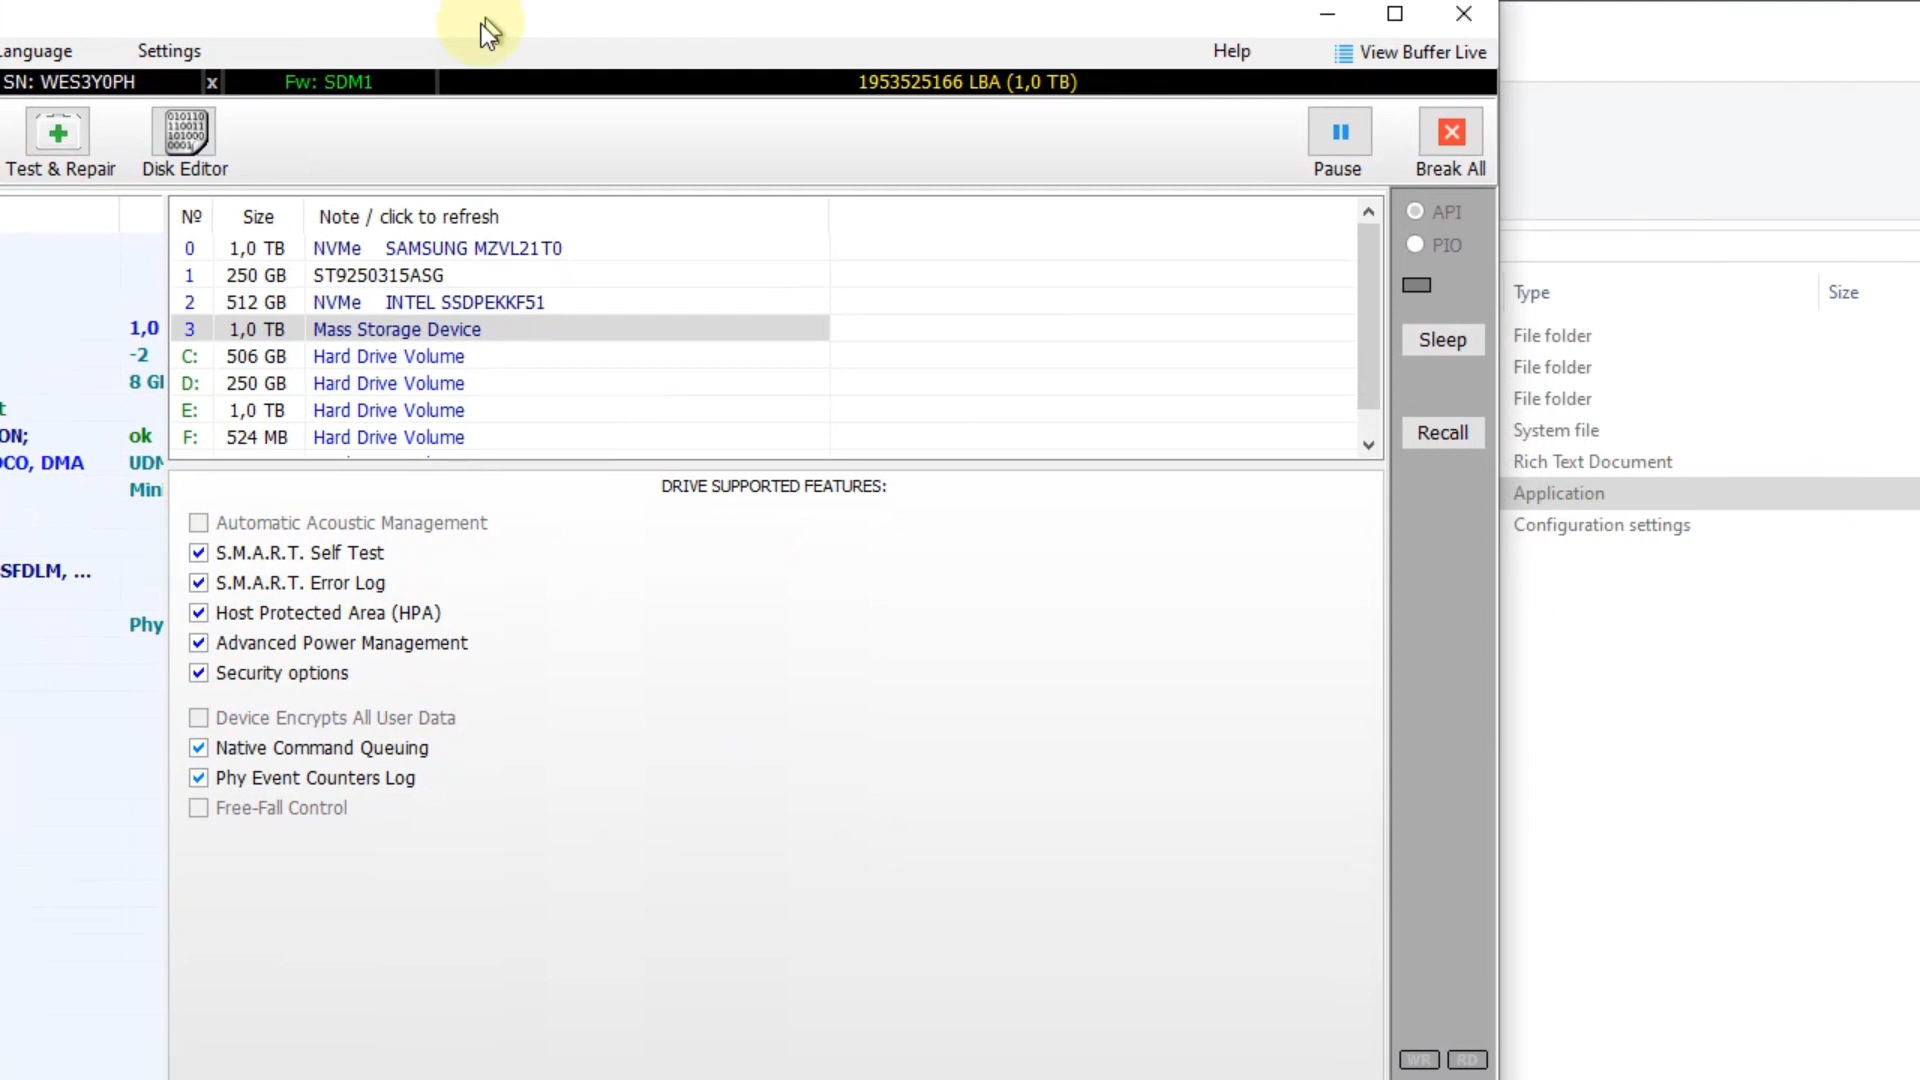 Language Settings Help View Buffer Live
SN: WES3Y0PH x Fw: SDM1 1953525166 LBA (1,0 TB)
Test & Repair Disk Editor Pause Break All
Nº Size Note / click to refresh
0 1,0 TB NVMe SAMSUNG MZVL21T0
1 250 GB ST9250315ASG
2 512 GB NVMe INTEL SSDPEKKF51
3 1,0 TB Mass Storage Device
C: 506 GB Hard Drive Volume
D: 250 GB Hard Drive Volume
E: 1,0 TB Hard Drive Volume
F: 524 MB Hard Drive Volume
1,0
-2
8 GI
t
ON; ok
OCO, DMA UDM
Min
SFDLM, ...
Phy
DRIVE SUPPORTED FEATURES:
Automatic Acoustic Management
S.M.A.R.T. Self Test
S.M.A.R.T. Error Log
Host Protected Area (HPA)
Advanced Power Management
Security options
Device Encrypts All User Data
Native Command Queuing
Phy Event Counters Log
Free-Fall Control
API
PIO
Sleep
Recall
WR RD
Type Size
File folder
File folder
File folder
System file
Rich Text Document
Application
Configuration settings